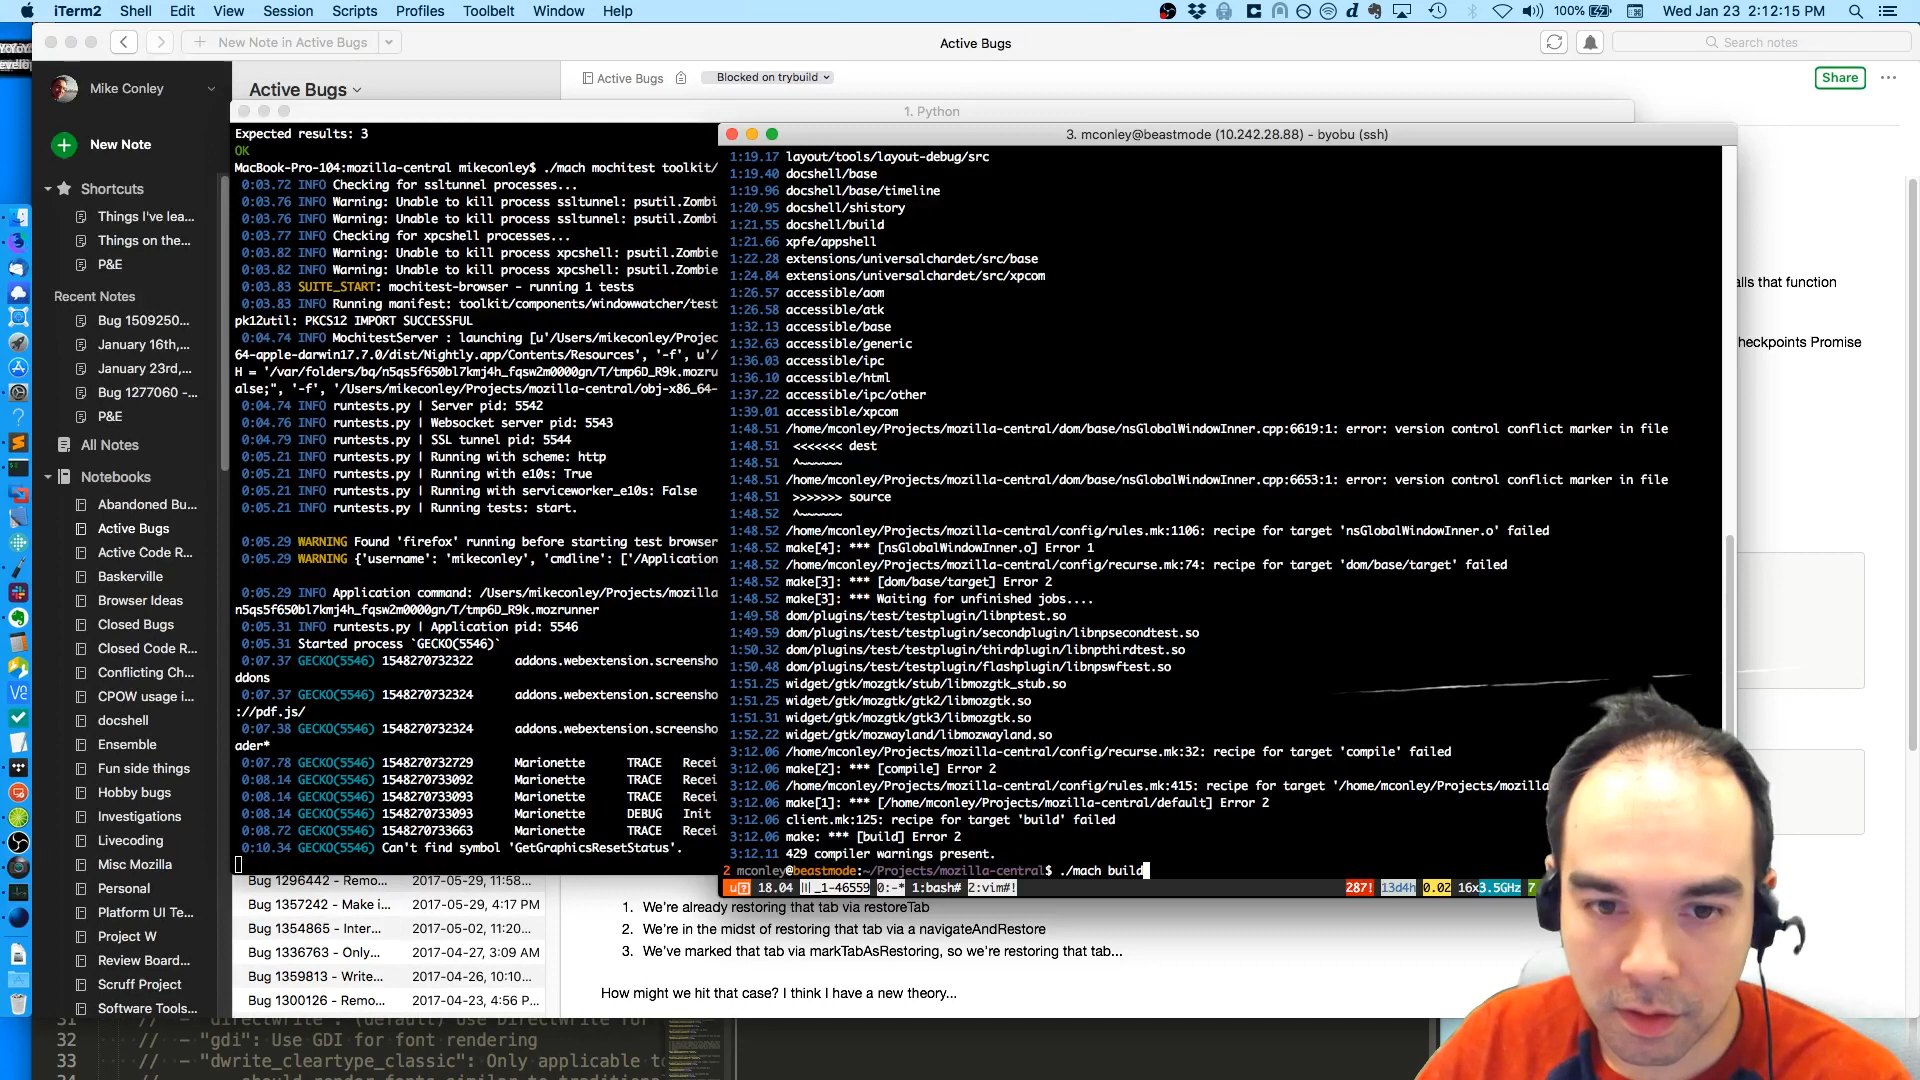 iTerm2 Shell Edit View Session Scripts Profiles Toolbelt Window Help
100% Wed Jan 23 2:12:15 PM
New Note in Active Bugs
Active Bugs
Search notes
Mike Conley
Active Bugs
Active Bugs
Blocked on trybuild
Share
New Note
Shortcuts
Things I've lea...
Things on the...
P&E
Recent Notes
Bug 1509250...
January 16th,...
January 23rd,...
Bug 1277060 -...
P&E
All Notes
Notebooks
Abandoned Bu...
Active Bugs
Active Code R...
Baskerville
Browser Ideas
Closed Bugs
Closed Code R...
Conflicting Ch...
CPOW usage i...
docshell
Ensemble
Fun side things
Hobby bugs
Investigations
Livecoding
Misc Mozilla
Personal
Platform UI Te...
Project W
Review Board...
Scruff Project
Software Tools...
1. Python
Expected results: 3
OK
MacBook-Pro-104:mozilla-central mikeconley$ ./mach mochitest toolkit/
0:03.72 INFO Checking for ssltunnel processes...
0:03.76 INFO Warning: Unable to kill process ssltunnel: psutil.Zombi
0:03.76 INFO Warning: Unable to kill process ssltunnel: psutil.Zombi
0:03.77 INFO Checking for xpcshell processes...
0:03.82 INFO Warning: Unable to kill process xpcshell: psutil.Zombie
0:03.82 INFO Warning: Unable to kill process xpcshell: psutil.Zombie
0:03.83 SUITE_START: mochitest-browser - running 1 tests
0:03.83 INFO Running manifest: toolkit/components/windowwatcher/test
pk12util: PKCS12 IMPORT SUCCESSFUL
0:04.74 INFO MochitestServer : launching [u'/Users/mikeconley/Projec
64-apple-darwin17.7.0/dist/Nightly.app/Contents/Resources', '-f', u'/
H = '/var/folders/bq/n5qs5f650bl7kmj4h_fqsw2m0000gn/T/tmp6D_R9k.mozru
alse;", '-f', '/Users/mikeconley/Projects/mozilla-central/obj-x86_64-
0:04.74 INFO runtests.py | Server pid: 5542
0:04.76 INFO runtests.py | Websocket server pid: 5543
0:04.79 INFO runtests.py | SSL tunnel pid: 5544
0:05.21 INFO runtests.py | Running with scheme: http
0:05.21 INFO runtests.py | Running with e10s: True
0:05.21 INFO runtests.py | Running with serviceworker_e10s: False
0:05.21 INFO runtests.py | Running tests: start.
0:05.29 WARNING Found 'firefox' running before starting test browser
0:05.29 WARNING {'username': 'mikeconley', 'cmdline': ['/Application
0:05.29 INFO Application command: /Users/mikeconley/Projects/mozilla
n5qs5f650bl7kmj4h_fqsw2m0000gn/T/tmp6D_R9k.mozrunner
0:05.31 INFO runtests.py | Application pid: 5546
0:05.31 Started process `GECKO(5546)`
0:07.37 GECKO(5546) 1548270732322 addons.webextension.screensho
ddons
0:07.37 GECKO(5546) 1548270732324 addons.webextension.screensho
://pdf.js/
0:07.38 GECKO(5546) 1548270732324 addons.webextension.screensho
ader*
0:07.78 GECKO(5546) 1548270732729 Marionette TRACE Recei
0:08.14 GECKO(5546) 1548270733092 Marionette TRACE Recei
0:08.14 GECKO(5546) 1548270733093 Marionette TRACE Recei
0:08.14 GECKO(5546) 1548270733093 Marionette DEBUG Init
0:08.72 GECKO(5546) 1548270733663 Marionette TRACE Recei
0:10.34 GECKO(5546) Can't find symbol 'GetGraphicsResetStatus'.
3. mconley@beastmode (10.242.28.88) - byobu (ssh)
1:19.17 layout/tools/layout-debug/src
1:19.40 docshell/base
1:19.96 docshell/base/timeline
1:20.95 docshell/shistory
1:21.55 docshell/build
1:21.66 xpfe/appshell
1:22.28 extensions/universalchardet/src/base
1:24.84 extensions/universalchardet/src/xpcom
1:26.57 accessible/aom
1:26.58 accessible/atk
1:32.13 accessible/base
1:32.63 accessible/generic
1:36.03 accessible/ipc
1:36.10 accessible/html
1:37.22 accessible/ipc/other
1:39.01 accessible/xpcom
1:48.51 /home/mconley/Projects/mozilla-central/dom/base/nsGlobalWindowInner.cpp:6619:1: error: version control conflict marker in file
1:48.51 <<<<<<< dest
1:48.51 ^~~~~~~
1:48.51 /home/mconley/Projects/mozilla-central/dom/base/nsGlobalWindowInner.cpp:6653:1: error: version control conflict marker in file
1:48.51 >>>>>>> source
1:48.52 ^~~~~~~
1:48.52 /home/mconley/Projects/mozilla-central/config/rules.mk:1106: recipe for target 'nsGlobalWindowInner.o' failed
1:48.52 make[4]: *** [nsGlobalWindowInner.o] Error 1
1:48.52 /home/mconley/Projects/mozilla-central/config/recurse.mk:74: recipe for target 'dom/base/target' failed
1:48.52 make[3]: *** [dom/base/target] Error 2
1:48.52 make[3]: *** Waiting for unfinished jobs....
1:49.58 dom/plugins/test/testplugin/libnptest.so
1:49.59 dom/plugins/test/testplugin/secondplugin/libnpsecondtest.so
1:50.32 dom/plugins/test/testplugin/thirdplugin/libnpthirdtest.so
1:50.48 dom/plugins/test/testplugin/flashplugin/libnpswftest.so
1:51.25 widget/gtk/mozgtk/stub/libmozgtk_stub.so
1:51.25 widget/gtk/mozgtk/gtk2/libmozgtk.so
1:51.31 widget/gtk/mozgtk/gtk3/libmozgtk.so
1:52.22 widget/gtk/mozwayland/libmozwayland.so
3:12.06 /home/mconley/Projects/mozilla-central/config/recurse.mk:32: recipe for target 'compile' failed
3:12.06 make[2]: *** [compile] Error 2
3:12.06 /home/mconley/Projects/mozilla-central/config/rules.mk:415: recipe for target '/home/mconley/Projects/mozilla
3:12.06 make[1]: *** [/home/mconley/Projects/mozilla-central/default] Error 2
3:12.06 client.mk:125: recipe for target 'build' failed
3:12.06 make: *** [build] Error 2
3:12.11 429 compiler warnings present.
2 mconley@beastmode:~/Projects/mozilla-central$ ./mach build
18.04 _1-46559 0:-* 1:bash# 2:vim#! 287! 13d4h 0.02 16x3.5GHz 7
alls that function
heckpoints Promise
Bug 1296442 - Remo... 2017-05-29, 11:58...
Bug 1357242 - Make i... 2017-05-29, 4:17 PM
Bug 1354865 - Inter... 2017-05-02, 11:20...
Bug 1336763 - Only... 2017-04-27, 3:09 AM
Bug 1359813 - Write... 2017-04-26, 10:10...
Bug 1300126 - Remo... 2017-04-23, 4:56 P
1. We're already restoring that tab via restoreTab
2. We're in the midst of restoring that tab via a navigateAndRestore
3. We've marked that tab via markTabAsRestoring, so we're restoring that tab...
How might we hit that case? I think I have a new theory...
31 // - "directwrite": (default) Use DirectWrite for
32 // - "gdi": Use GDI for font rendering
33 // - "dwrite_cleartype_classic": Only applicable to